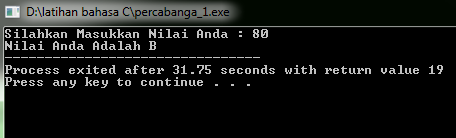 D:\latihan bahasa C\percabanga_1.exe
Silahkan Masukkan Nilai Anda : 80
Nilai Anda Adalah B
--------------------------------
Process exited after 31.75 seconds with return value 19
Press any key to continue . . .